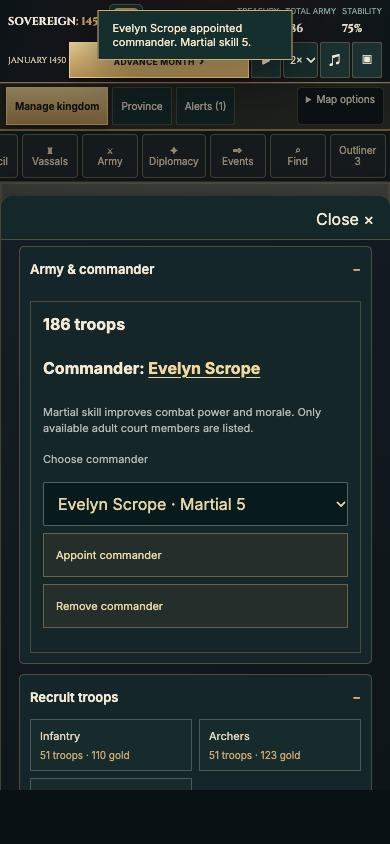 SOVEREIGN: 145
TOTAL ARMY
STABILITY
86
75%
Evelyn Scrope appointed
commander. Martial skill 5.
JANUARY 1450
ADVANCE MONTH ›
2×
Manage kingdom
Province
Alerts (1)
▶ Map options
cil
Vassals
Army
Diplomacy
Events
Find
Outliner
3
Close ×
Army & commander
−
186 troops
Commander: Evelyn Scrope
Martial skill improves combat power and morale. Only
available adult court members are listed.
Choose commander
Evelyn Scrope · Martial 5
Appoint commander
Remove commander
Recruit troops
−
Infantry
51 troops · 110 gold
Archers
51 troops · 123 gold